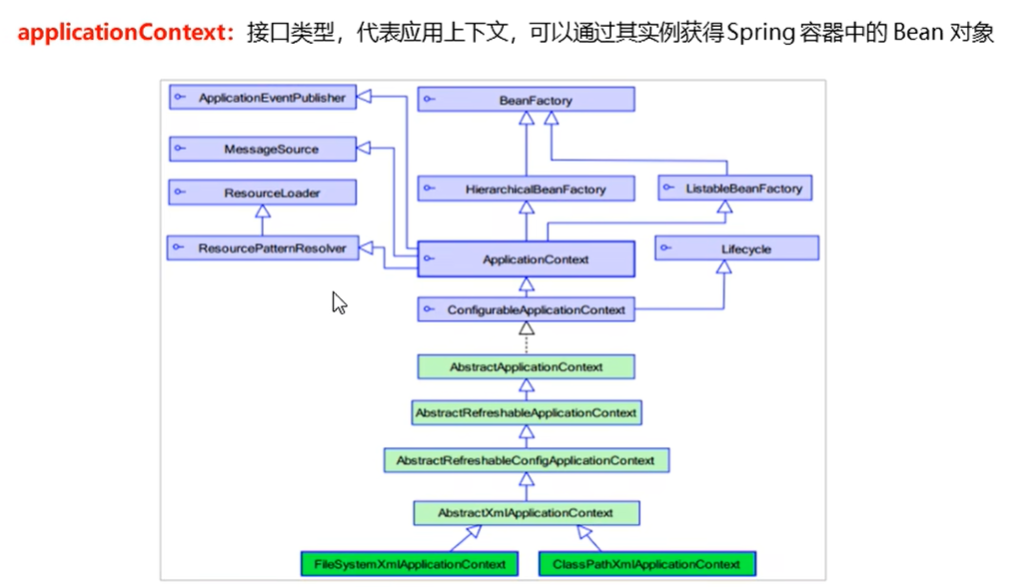 applicationContext：接口类型，代表应用上下文，可以通过其实例获得Spring 容器中的 Bean 对象
ApplicationEventPublisher
BeanFactory
MessageSource
ResourceLoader
HierarchicalBeanFactory
ListableBeanFactory
ResourcePatternResolver
ApplicationContext
Lifecycle
ConfigurableApplicationContext
AbstractApplicationContext
AbstractRefreshableApplicationContext
AbstractRefreshableConfigApplicationContext
AbstractXmlApplicationContext
FileSystemXmlApplicationContext
ClassPathXmlApplicationContext